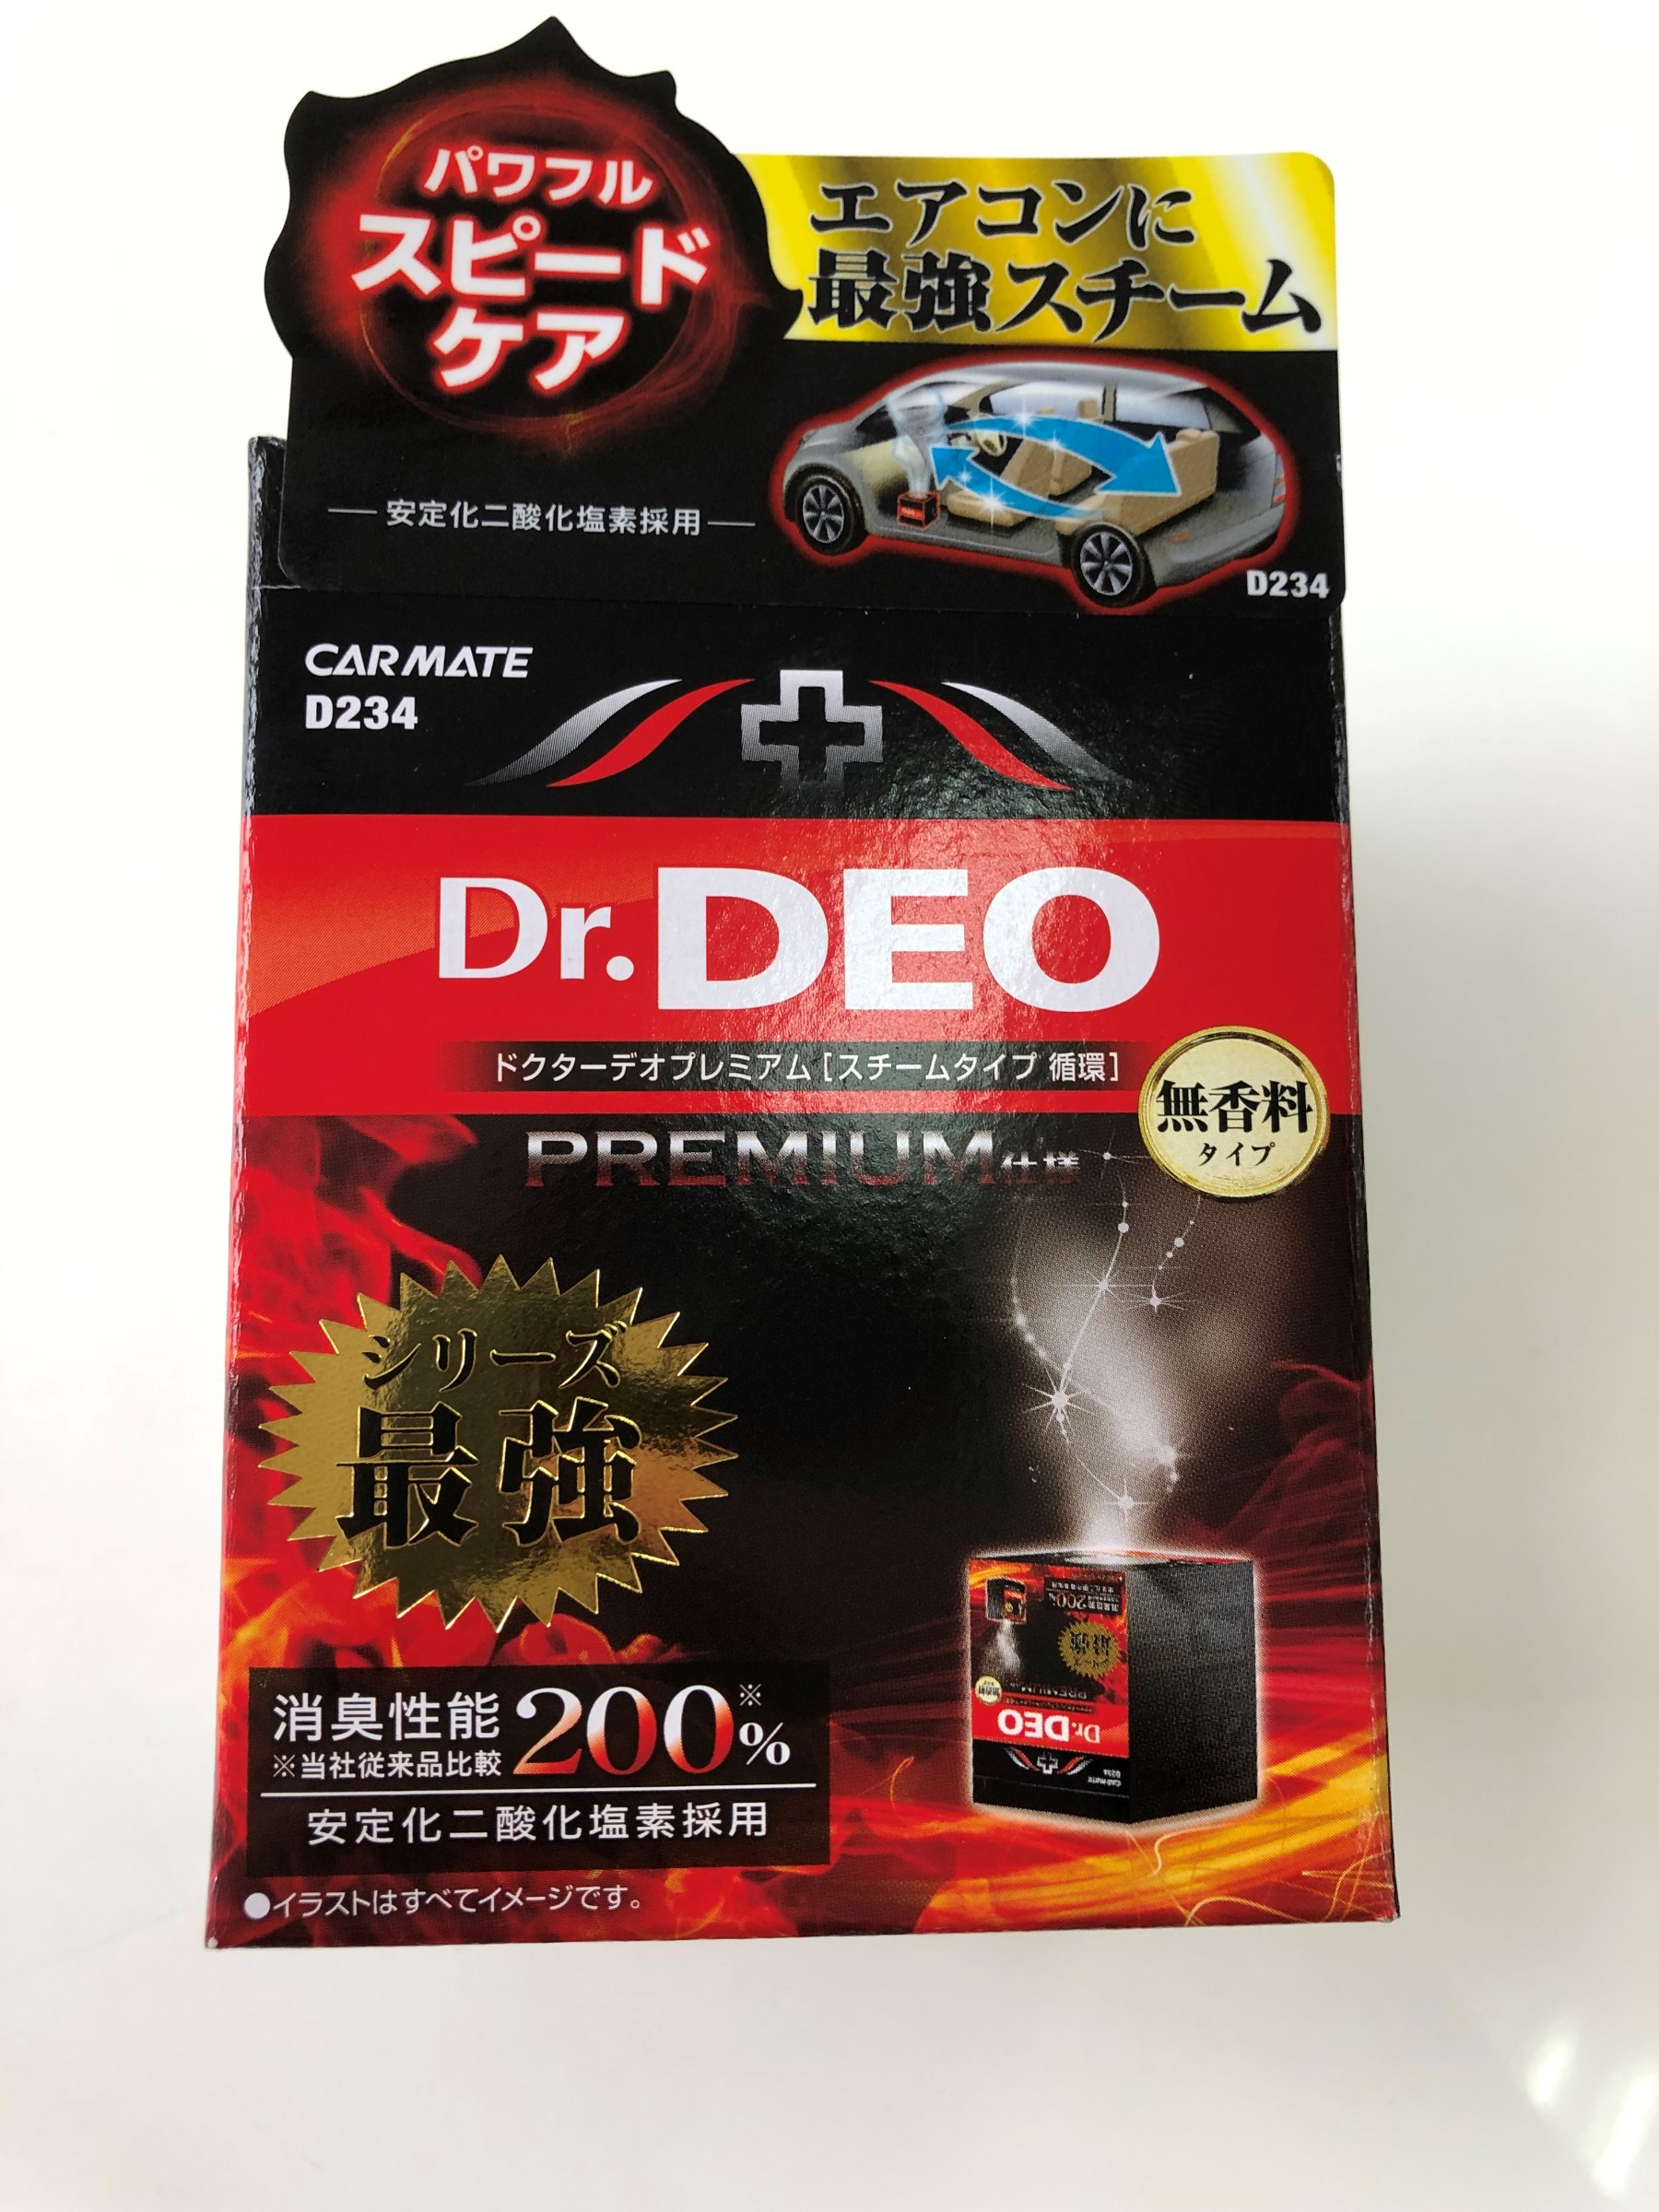 パワフル
スピード
ケア
エアコンに
最強スチーム
安定化二酸化塩素採用
D234
CARMATE
D234
Dr.DEO
ドクターデオプレミアム［スチームタイプ 循環］
無香料
タイプ
PREMIUM仕様
シリーズ
最強
消臭性能200※%
※当社従来品比較
安定化二酸化塩素採用
●イラストはすべてイメージです。
Dr.DEO